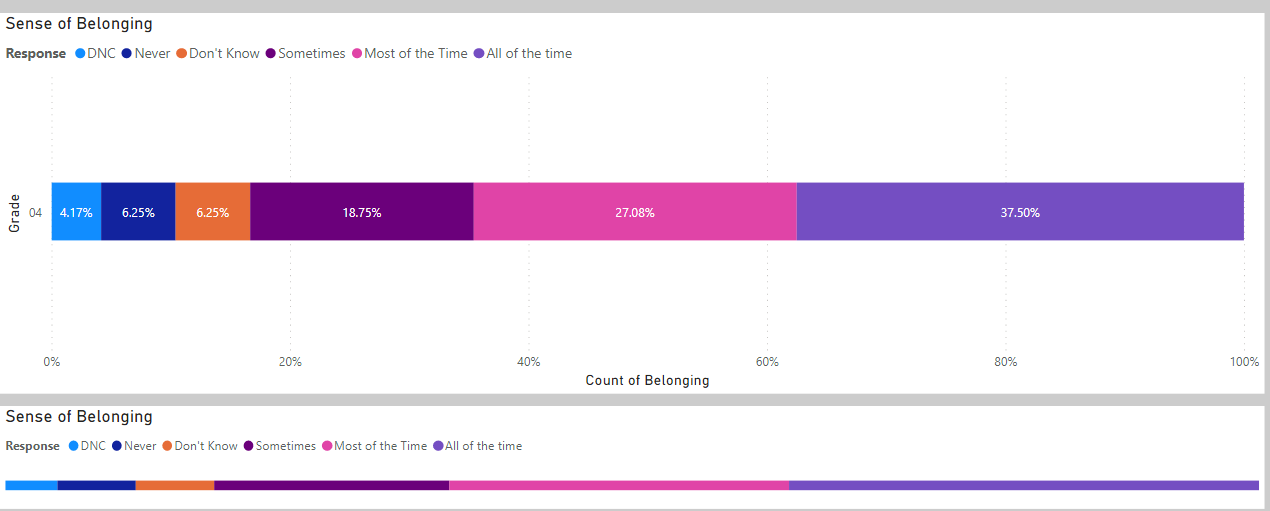 Sense of Belonging
Response DNC Never Don't Know Sometimes Most of the Time All of the time
Grade
04
4.17% 6.25% 6.25% 18.75% 27.08% 37.50%
0% 20% 40% 60% 80% 100%
Count of Belonging
Sense of Belonging
Response DNC Never Don't Know Sometimes Most of the Time All of the time